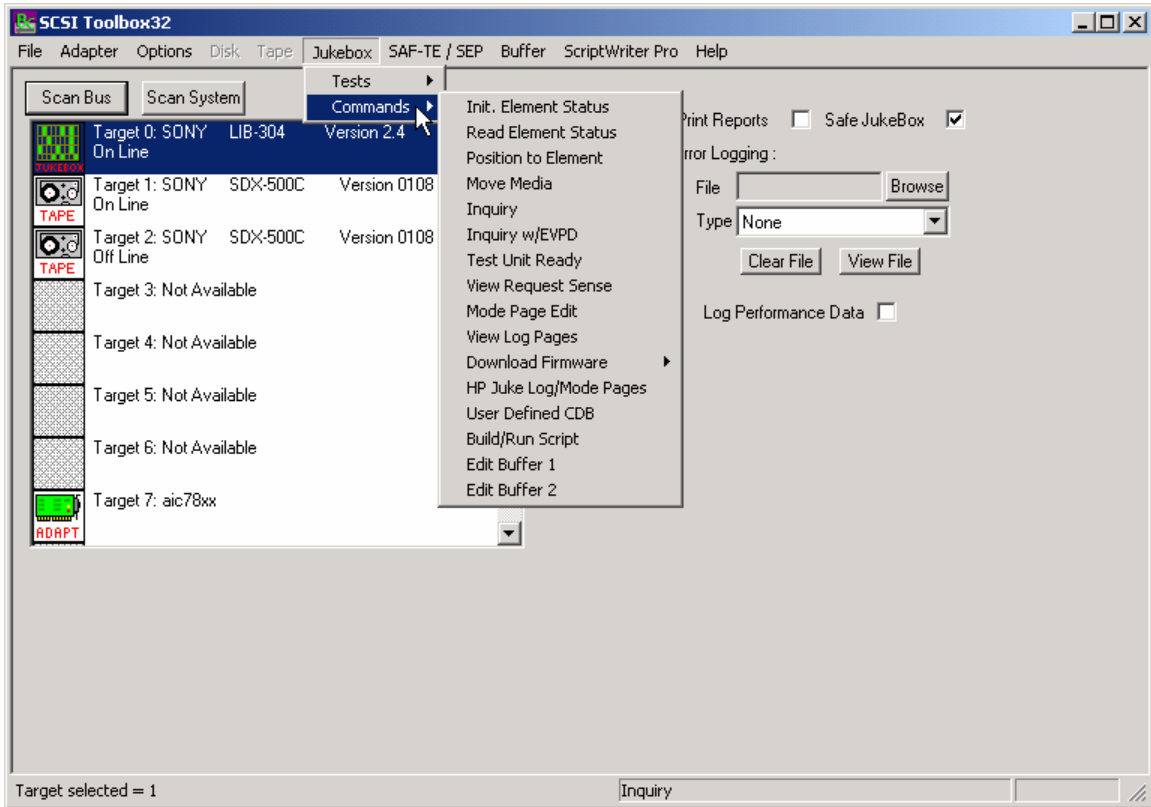 SCSI Toolbox32
File Adapter Options Disk Tape Jukebox SAF-TE / SEP Buffer ScriptWriter Pro Help
Scan Bus Scan System
Tests
Commands
Init. Element Status
Read Element Status
Position to Element
Move Media
Inquiry
Inquiry w/EVPD
Test Unit Ready
View Request Sense
Mode Page Edit
View Log Pages
Download Firmware
HP Juke Log/Mode Pages
User Defined CDB
Build/Run Script
Edit Buffer 1
Edit Buffer 2
JUKEBOX
Target 0: SONY LIB-304 Version 2.4
On Line
TAPE
Target 1: SONY SDX-500C Version 0108
On Line
TAPE
Target 2: SONY SDX-500C Version 0108
Off Line
Target 3: Not Available
Target 4: Not Available
Target 5: Not Available
Target 6: Not Available
ADAPT
Target 7: aic78xx
Print Reports Safe JukeBox
rror Logging :
File Browse
Type None
Clear File View File
Log Performance Data
Target selected = 1 Inquiry